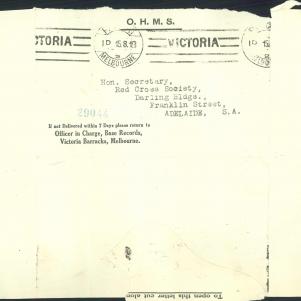 O. H. M. S.
VICTORIA
MELBOURNE
VICTORIA
Hon. Secretary,
Red Cross Society,
Darling Bldgs.,
Franklin Street,
ADELAIDE, S.A.
29044
If not Delivered within 7 Days please return to
Officer in Charge, Base Records,
Victoria Barracks, Melbourne.
To open this letter cut along